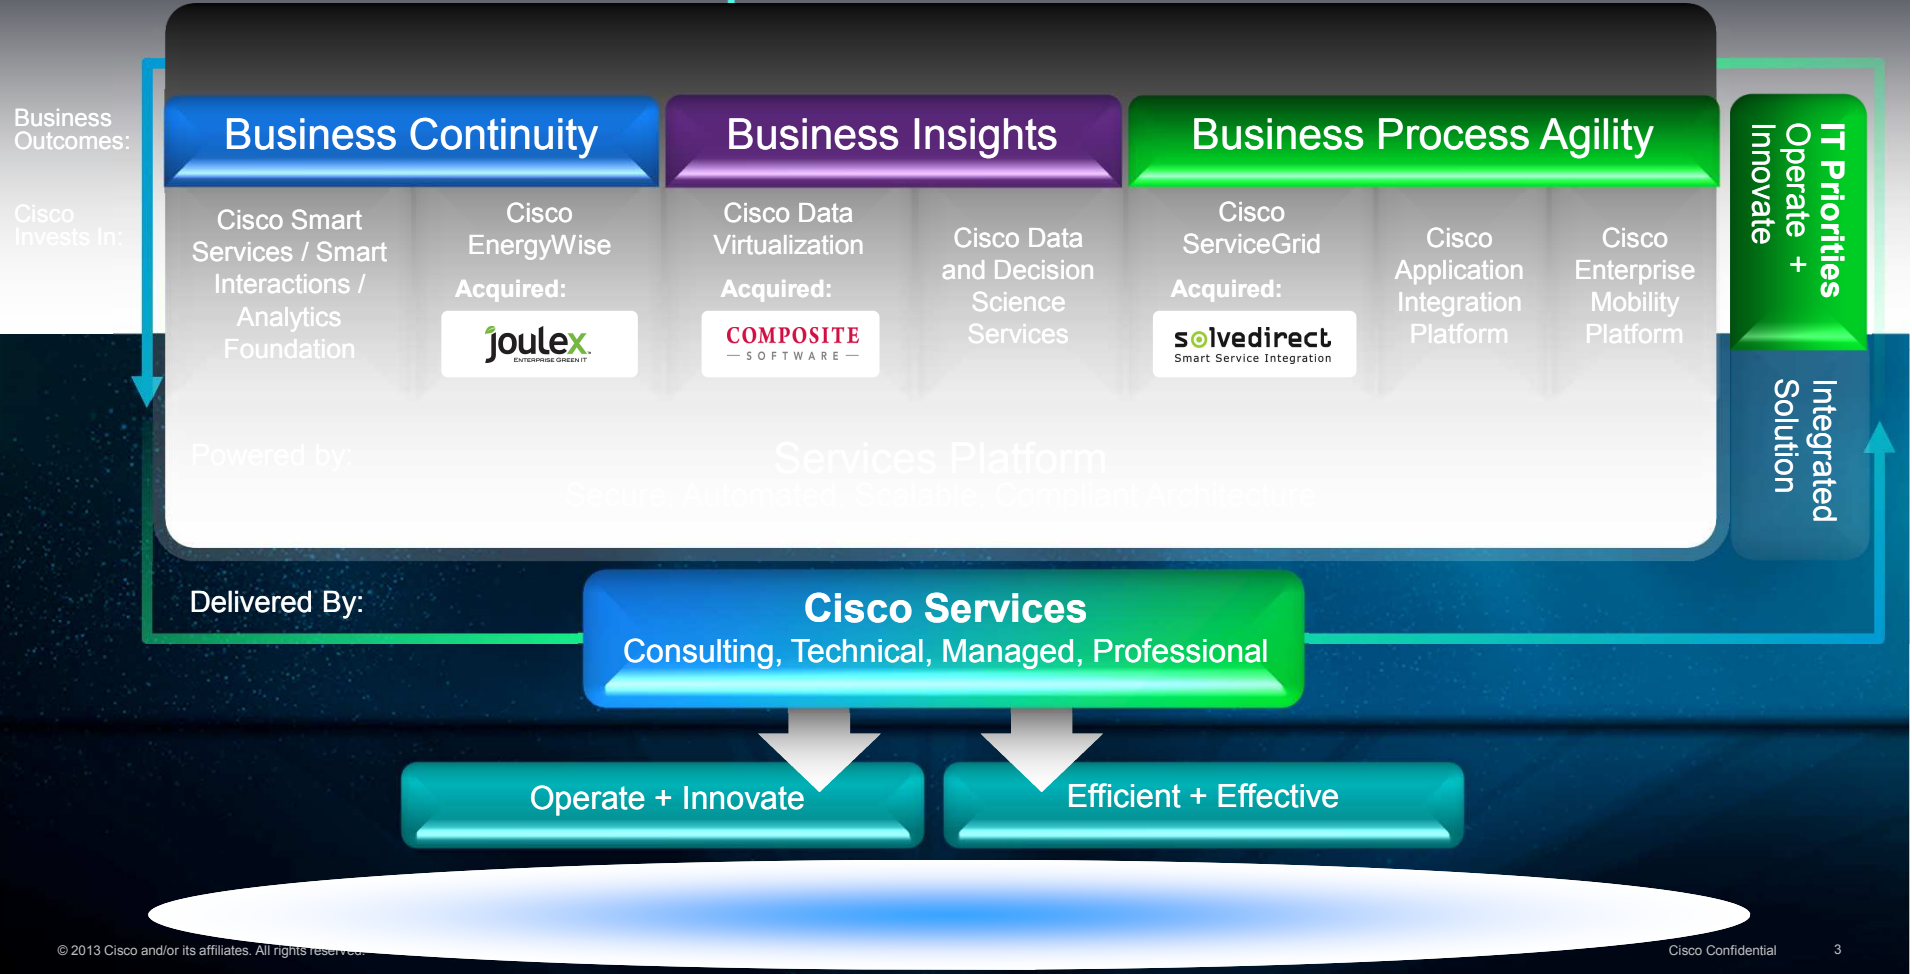 Business
Outcomes:
Business Continuity
Business Insights
Business Process Agility
Cisco
Invests In:
Cisco Smart
Services / Smart
Interactions /
Analytics
Foundation
Cisco
EnergyWise
Acquired:
joulex
ENTERPRISE GREEN IT
Cisco Data
Virtualization
Acquired:
COMPOSITE
SOFTWARE
Cisco Data
and Decision
Science
Services
Cisco
ServiceGrid
Acquired:
solvedirect
Smart Service Integration
Cisco
Application
Integration
Platform
Cisco
Enterprise
Mobility
Platform
IT Priorities
Operate +
Innovate
Integrated
Solution
Powered by:
Services Platform
Secure, Automated, Scalable, Compliant Architecture
Delivered By:
Cisco Services
Consulting, Technical, Managed, Professional
Operate + Innovate
Efficient + Effective
© 2013 Cisco and/or its affiliates. All rights reserved.
Cisco Confidential
3